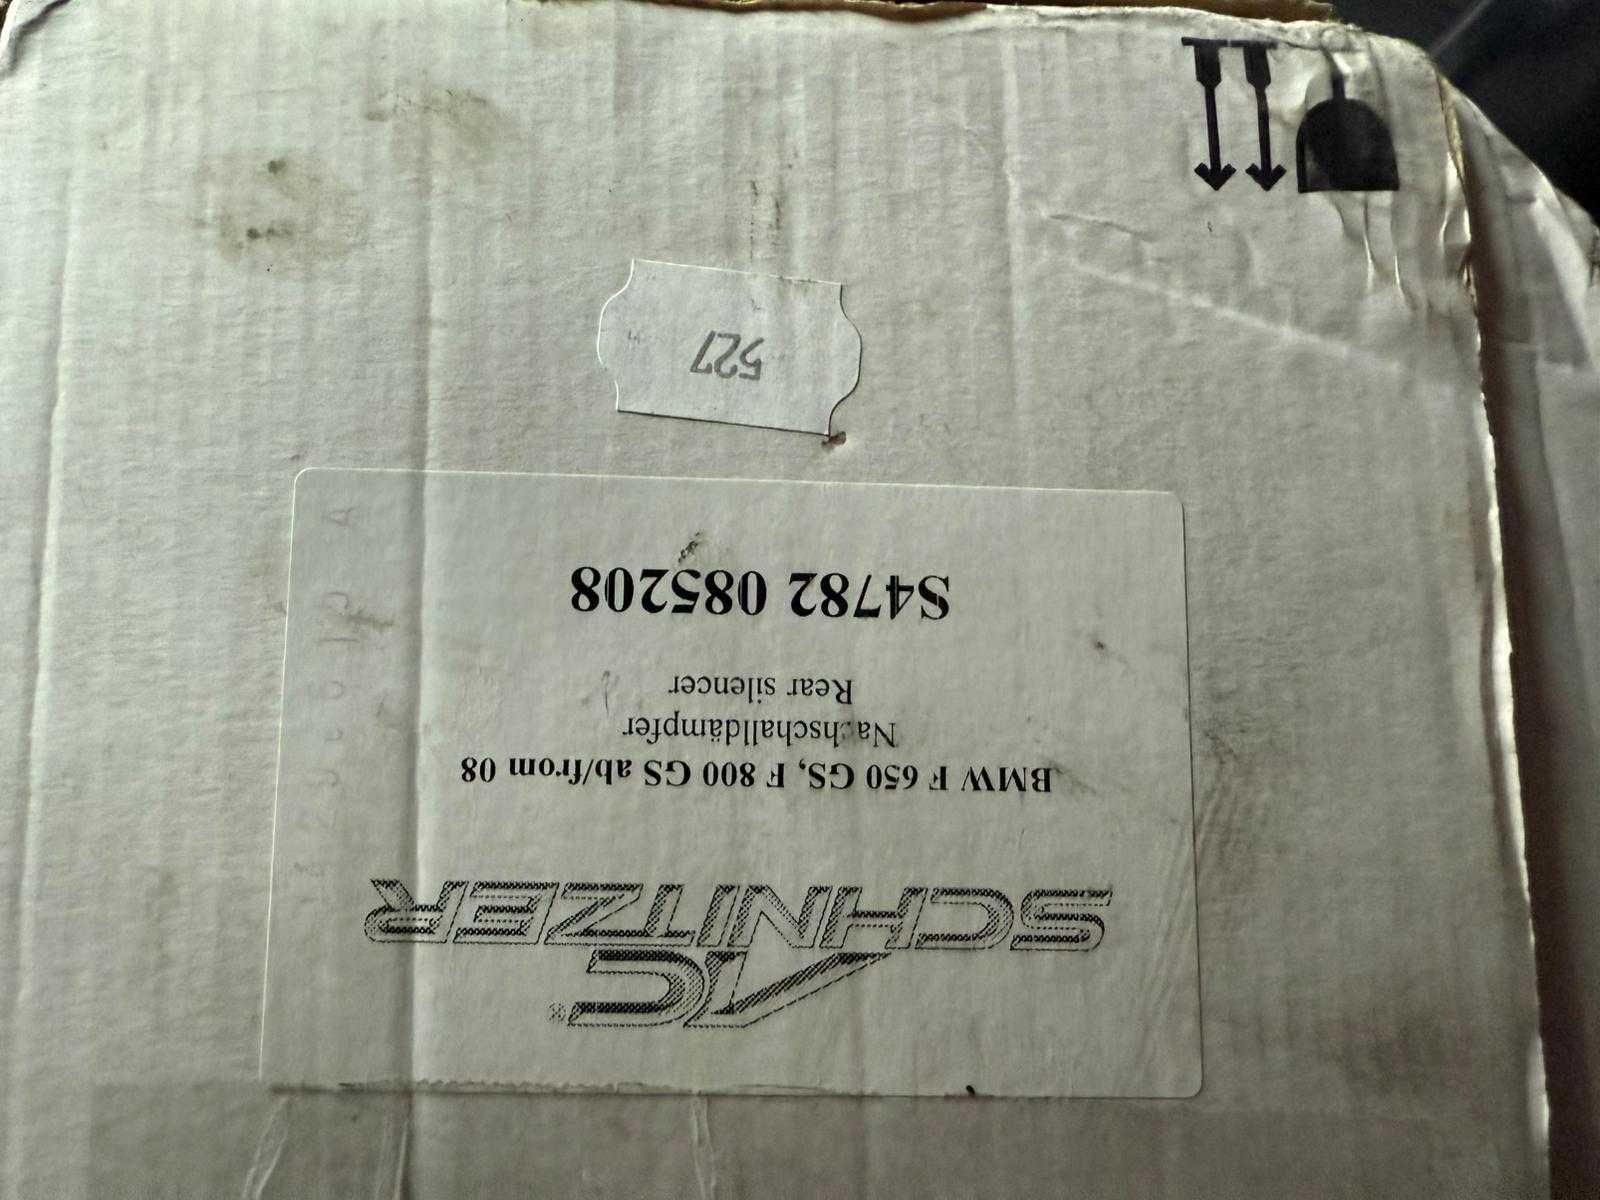 AC
SCHNITZER
BMW F 650 GS, F 800 GS ab/from 08
Nachschalldämpfer
Rear silencer
S4782 085208
527